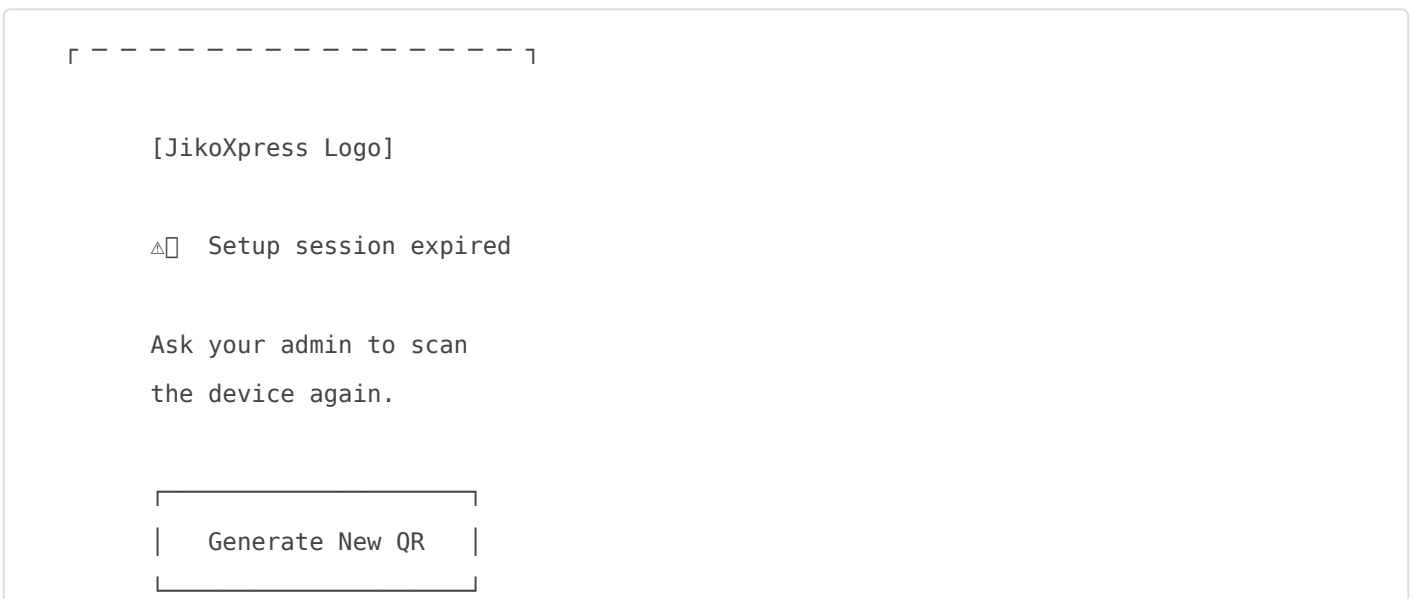 [JikoXpress Logo]
⚠ Setup session expired
Ask your admin to scan
the device again.
Generate New QR